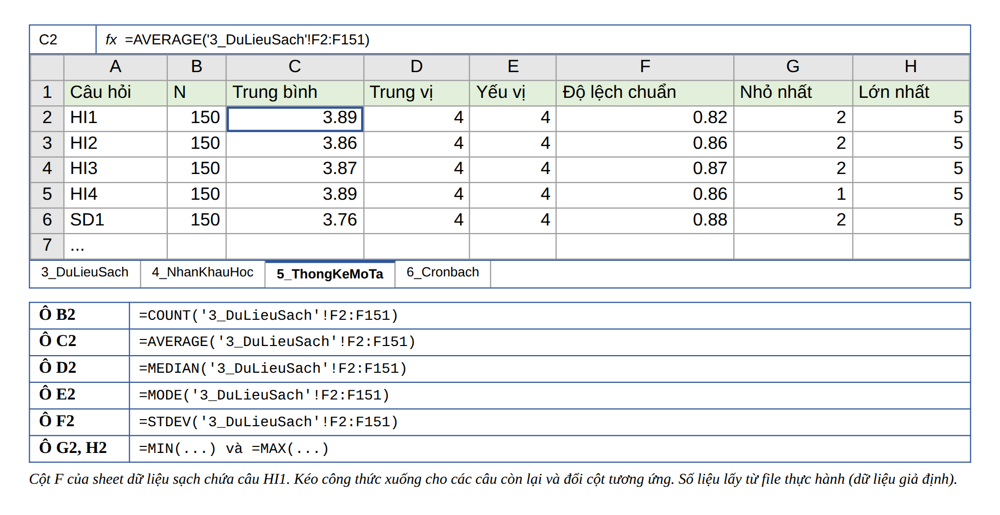 C2 fx =AVERAGE('3_DuLieuSach'!F2:F151)
A B C D E F G H
1 Câu hỏi N Trung bình Trung vị Yếu vị Độ lệch chuẩn Nhỏ nhất Lớn nhất
2 HI1 150 3.89 4 4 0.82 2 5
3 HI2 150 3.86 4 4 0.86 2 5
4 HI3 150 3.87 4 4 0.87 2 5
5 HI4 150 3.89 4 4 0.86 1 5
6 SD1 150 3.76 4 4 0.88 2 5
7 ...
3_DuLieuSach 4_NhanKhauHoc 5_ThongKeMoTa 6_Cronbach
Ô B2 =COUNT('3_DuLieuSach'!F2:F151)
Ô C2 =AVERAGE('3_DuLieuSach'!F2:F151)
Ô D2 =MEDIAN('3_DuLieuSach'!F2:F151)
Ô E2 =MODE('3_DuLieuSach'!F2:F151)
Ô F2 =STDEV('3_DuLieuSach'!F2:F151)
Ô G2, H2 =MIN(...) và =MAX(...)
Cột F của sheet dữ liệu sạch chứa câu HI1. Kéo công thức xuống cho các câu còn lại và đổi cột tương ứng. Số liệu lấy từ file thực hành (dữ liệu giả định).